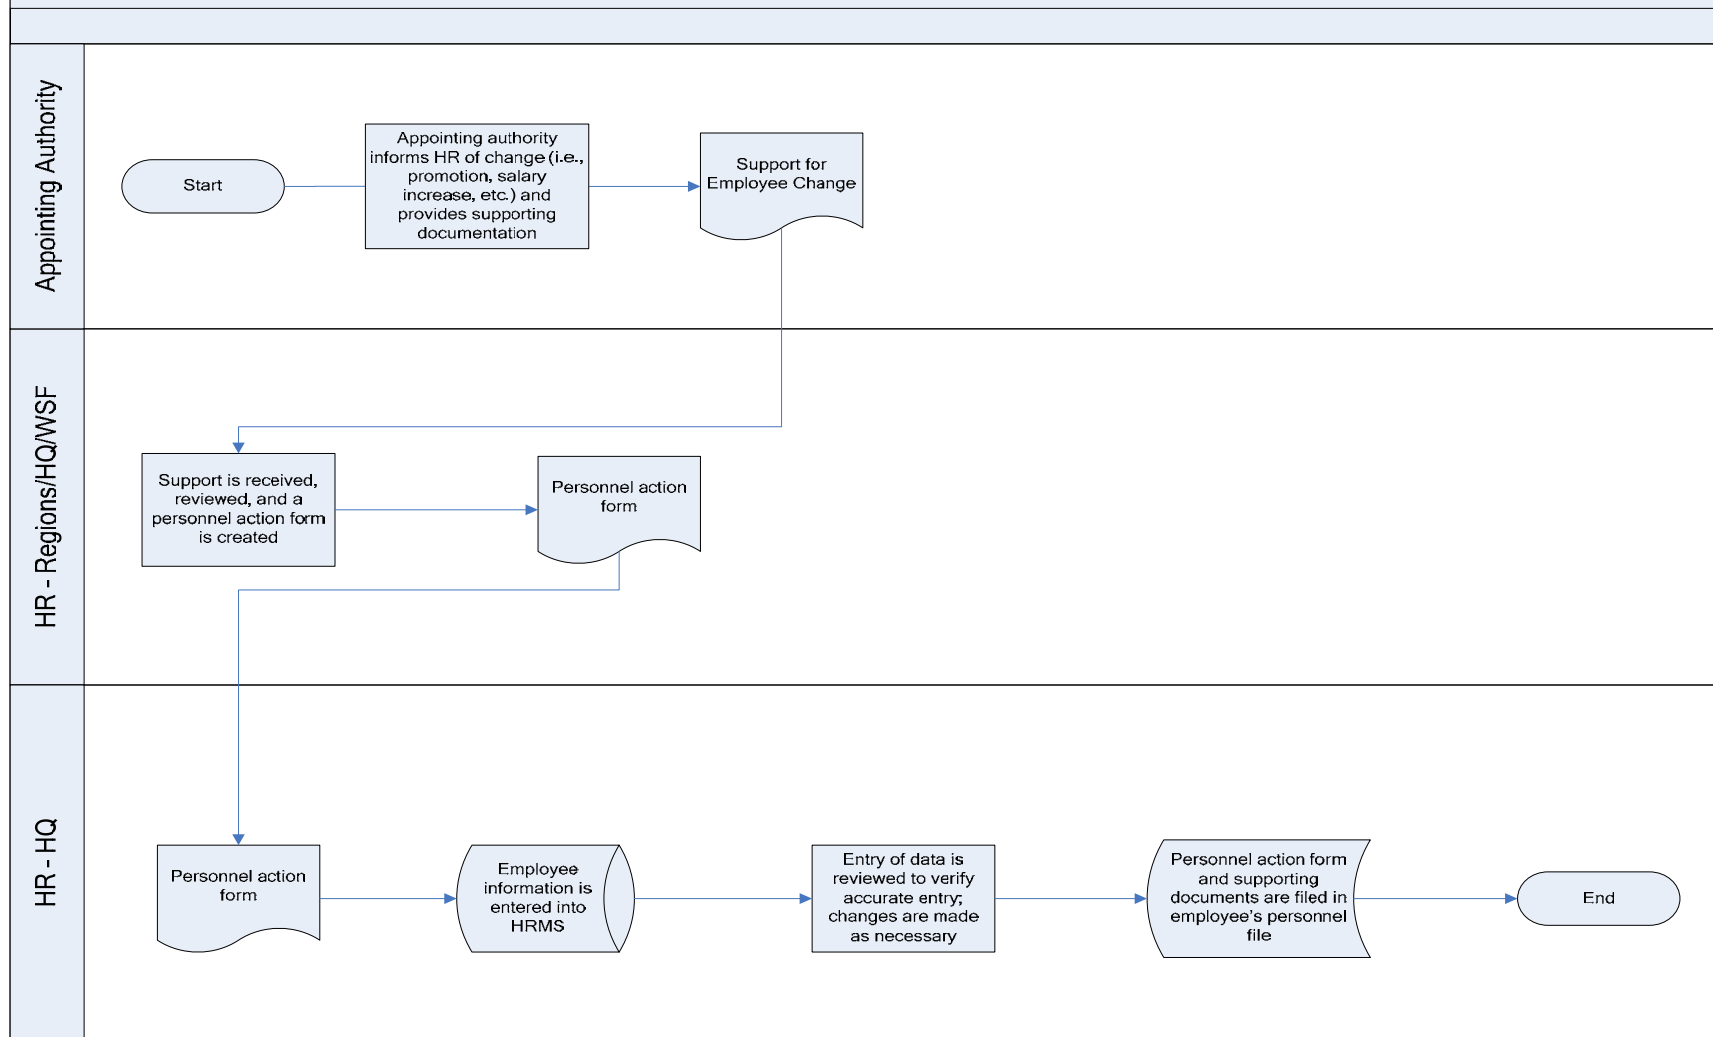 Appointing Authority
Start
Appointing authority
informs HR of change (i.e.,
promotion, salary
increase, etc.) and
provides supporting
documentation
Support for
Employee Change
HR - Regions/HQ/WSF
Support is received,
reviewed, and a
personnel action form
is created
Personnel action
form
HR - HQ
Personnel action
form
Employee
information is
entered into
HRMS
Entry of data is
reviewed to verify
accurate entry;
changes are made
as necessary
Personnel action form
and supporting
documents are filed in
employee’s personnel
file
End